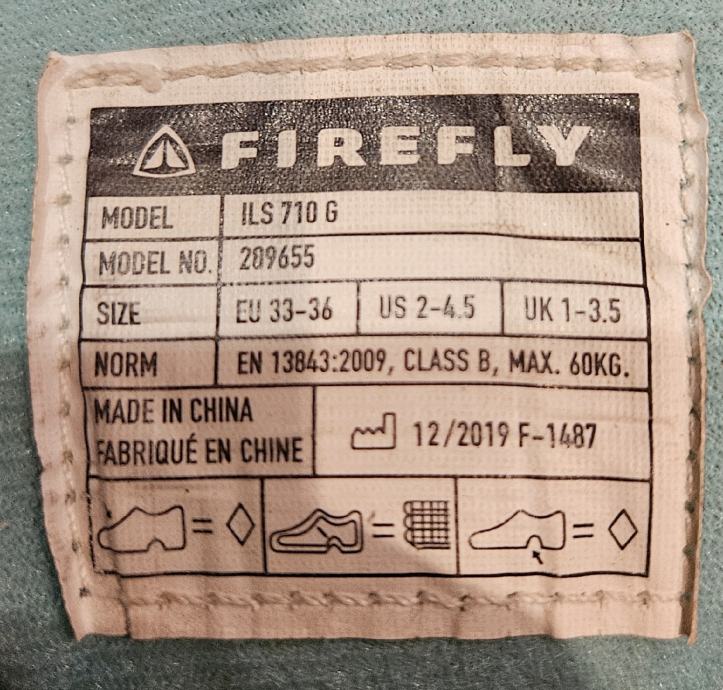 FIREFLY
MODEL ILS 710 G
MODEL NO. 289655
SIZE EU 33-36 US 2-4.5 UK 1-3.5
NORM EN 13843:2009, CLASS B, MAX. 60KG.
MADE IN CHINA
FABRIQUÉ EN CHINE
12/2019 F-1487
= = =